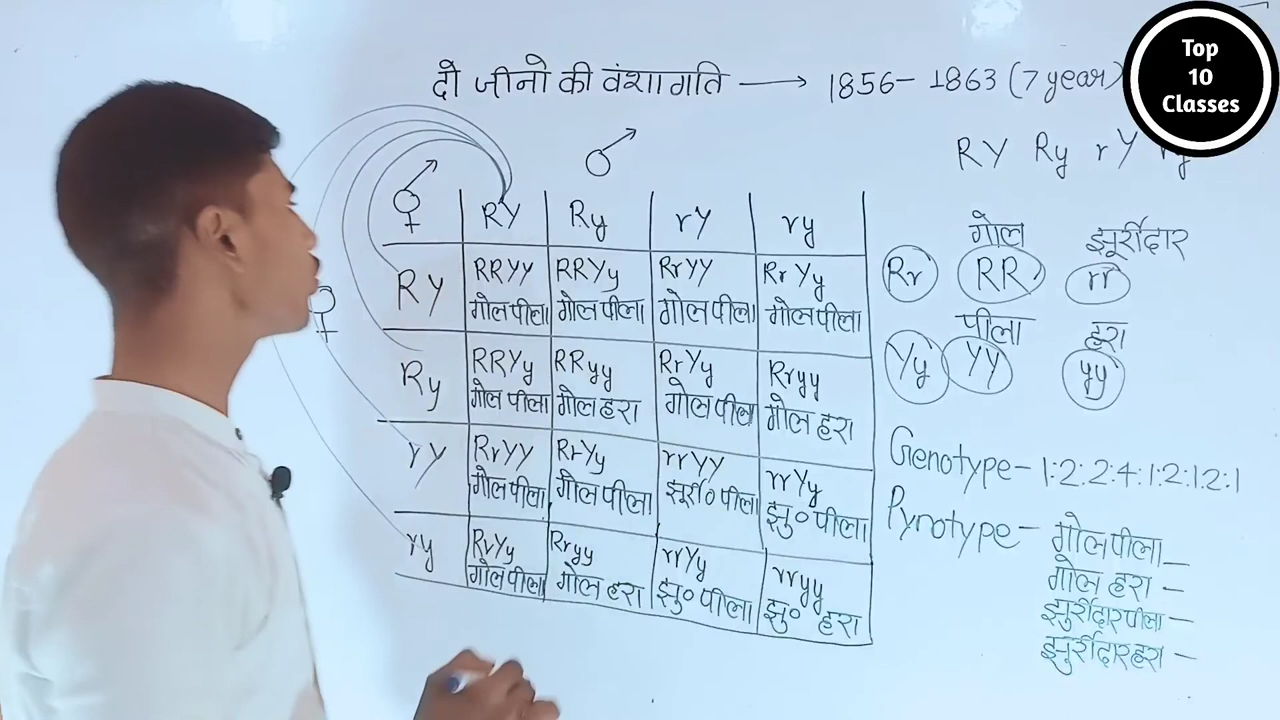 Top
10
Classes
दो जीनो की वंशागति → 1856- 1863 (7 year)
RY Ry rY
♂
⚥ RY Ry rY ry
RY RRYY RRYy RrYY RrYy
गोल पीला गोल पीला गोल पीला गोल पीला
Ry RRYy RRyy RrYy Rryy
गोल पीला गोल हरा गोल पीला गोल हरा
rY RrYY RrYy rrYY rrYy
गोल पीला गोल पीला झुर्री० पीला झु० पीला
ry RrYy Rryy rrYy rryy
गोल पीला गोल हरा झु० पीला झु० हरा
♀
गोल झुर्रीदार
Rr RR rr
पीला हरा
Yy YY yy
Genotype- 1:2:2:4:1:2:1:2:1
Pynotype- गोल पीला -
गोल हरा -
झुर्रीदार पीला -
झुर्रीदार हरा -